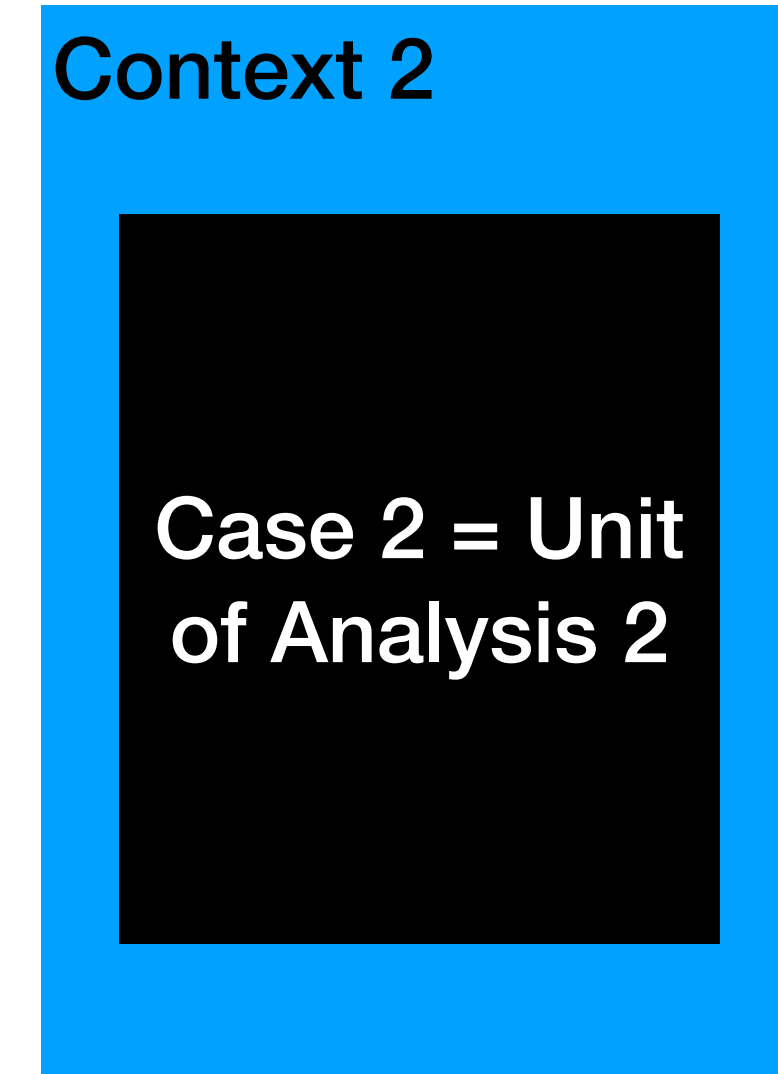 Context 2
Case 2 = Unit
of Analysis 2